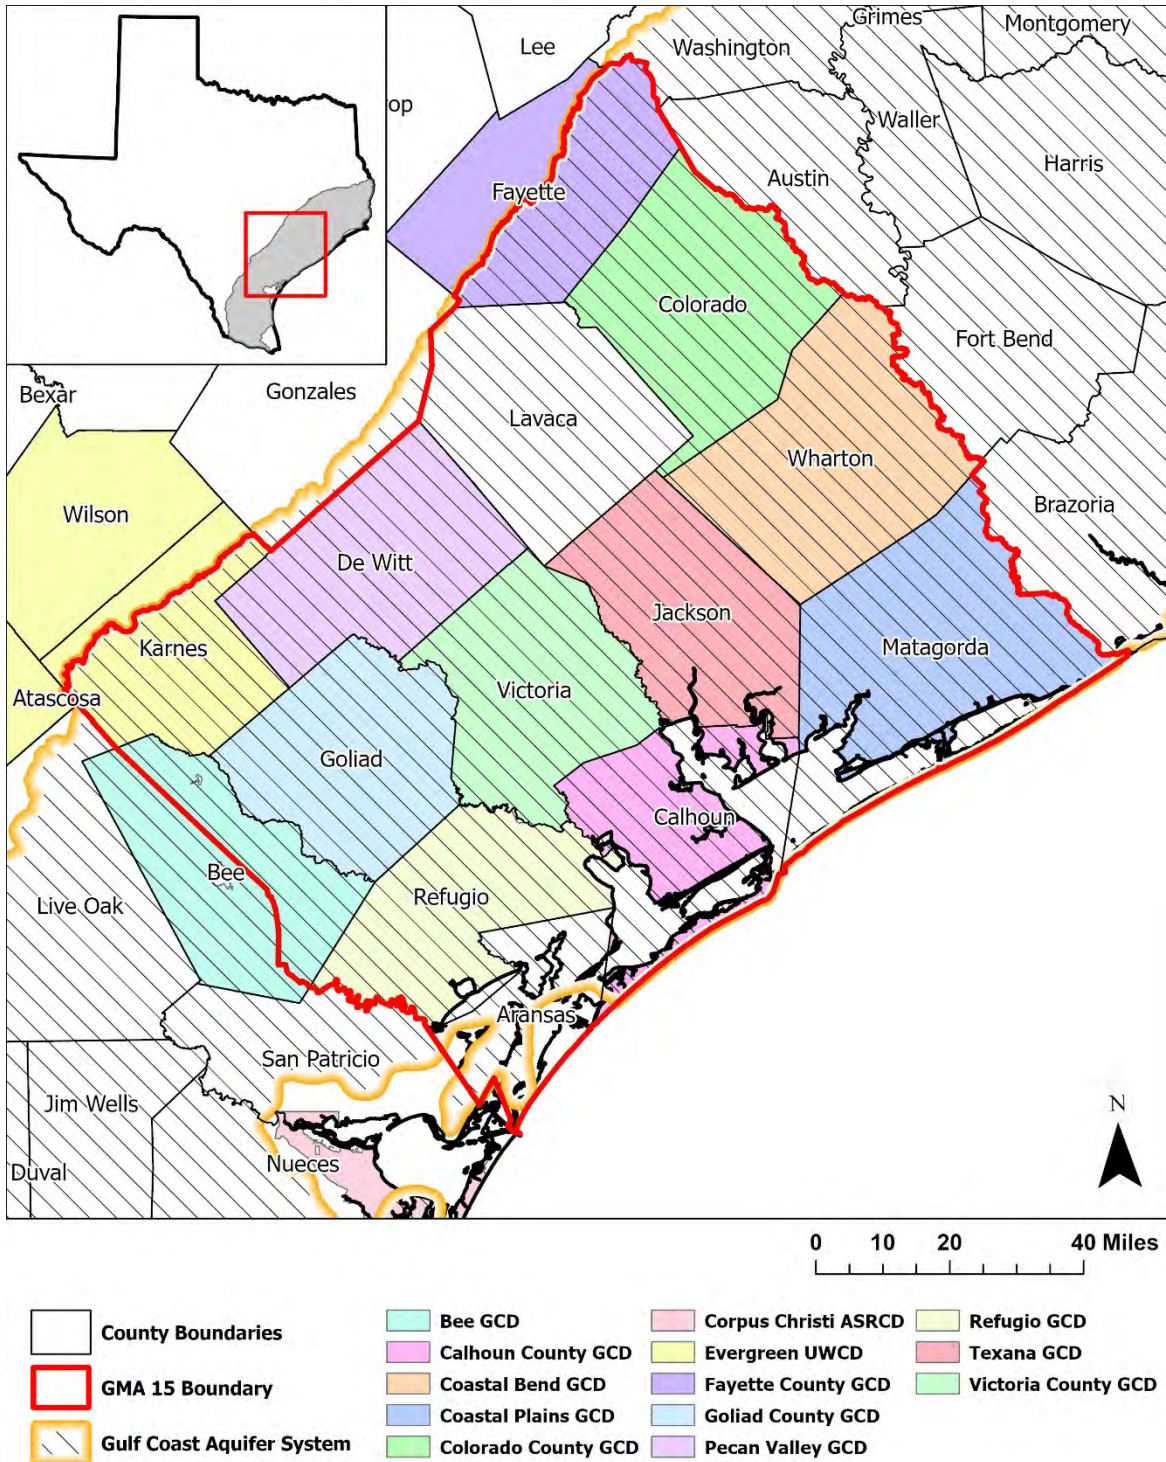 Grimes
Montgomery
Lee
Washington
op
Waller
Harris
Austin
Fayette
Colorado
Fort Bend
Bexar
Gonzales
Lavaca
Wharton
Brazoria
Wilson
De Witt
Jackson
Karnes
Matagorda
Victoria
Atascosa
Goliad
Calhoun
Bee
Refugio
Live Oak
Aransas
San Patricio
Jim Wells
N
Nueces
Duval
0 10 20 40 Miles
County Boundaries
GMA 15 Boundary
Gulf Coast Aquifer System
Bee GCD
Calhoun County GCD
Coastal Bend GCD
Coastal Plains GCD
Colorado County GCD
Corpus Christi ASRCD
Evergreen UWCD
Fayette County GCD
Goliad County GCD
Pecan Valley GCD
Refugio GCD
Texana GCD
Victoria County GCD